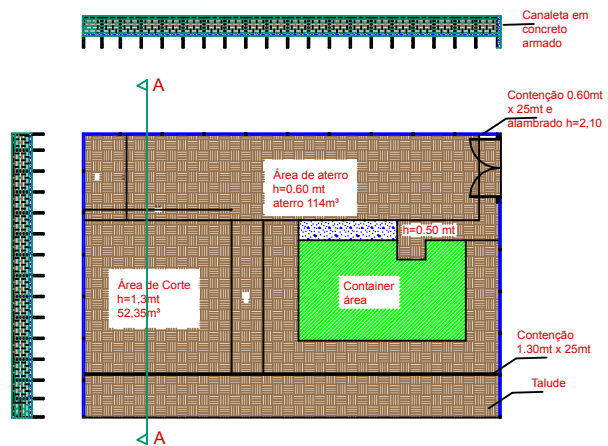 Canaleta em
concreto
armado
A
Contenção 0.60mt
x 25mt e
alambrado h=2,10
Área de aterro
h=0.60 mt
aterro 114m³
h=0.50 mt
Área de Corte
h=1,3mt
52,35m³
Container
área
Contenção
1.30mt x 25mt
Talude
A